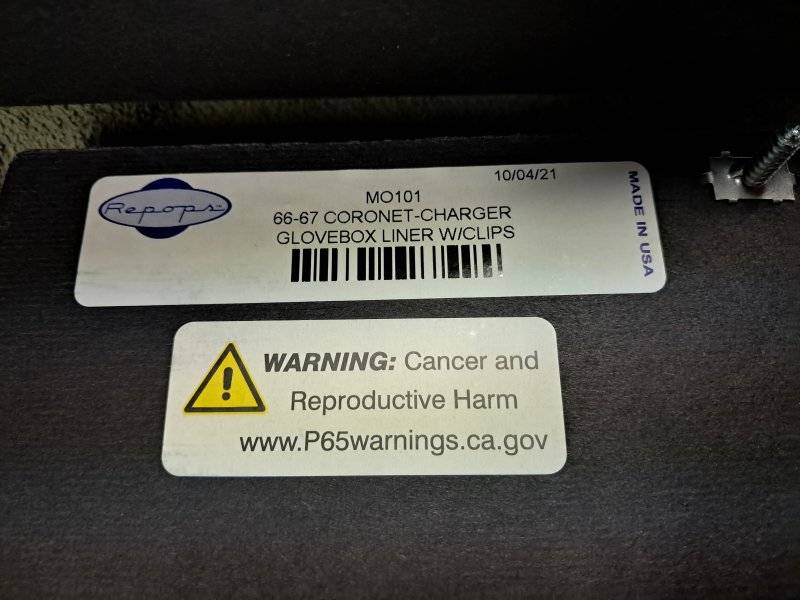 Repops
10/04/21
MO101
66-67 CORONET-CHARGER
GLOVEBOX LINER W/CLIPS
MADE IN USA
WARNING: Cancer and
Reproductive Harm
www.P65warnings.ca.gov